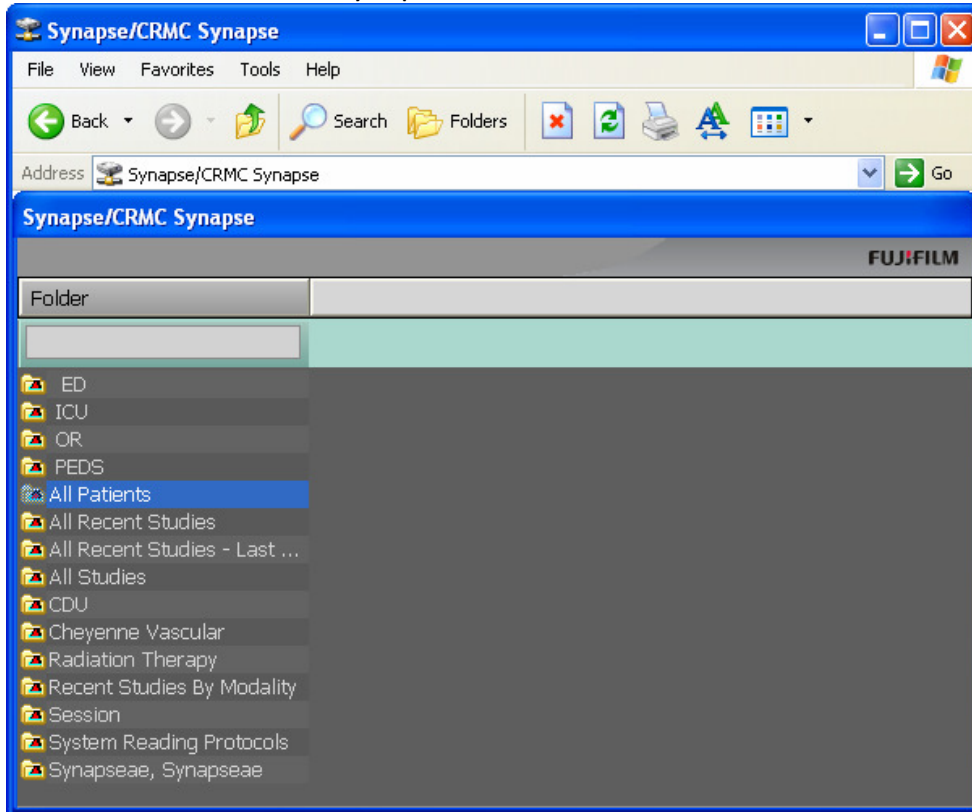 Synapse/CRMC Synapse
File View Favorites Tools Help
Back Search Folders
Address Synapse/CRMC Synapse Go
Synapse/CRMC Synapse
FUJIFILM
Folder
ED
ICU
OR
PEDS
All Patients
All Recent Studies
All Recent Studies - Last ...
All Studies
CDU
Cheyenne Vascular
Radiation Therapy
Recent Studies By Modality
Session
System Reading Protocols
Synapseae, Synapseae